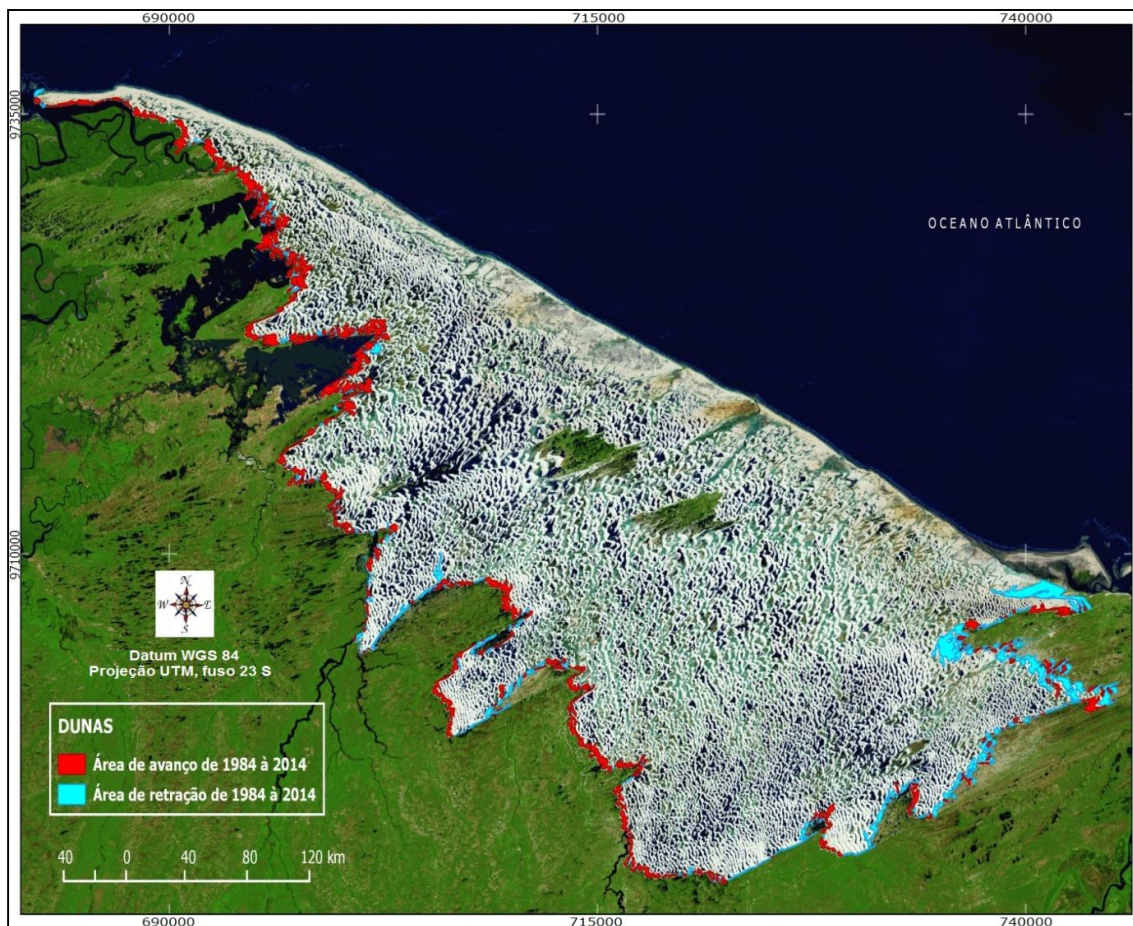 690000
715000
740000
9735000
OCEANO ATLÂNTICO
9710000
N
W E
S
Datum WGS 84
Projeção UTM, fuso 23 S
DUNAS
Área de avanço de 1984 à 2014
Área de retração de 1984 à 2014
40 0 40 80 120 km
690000
715000
740000